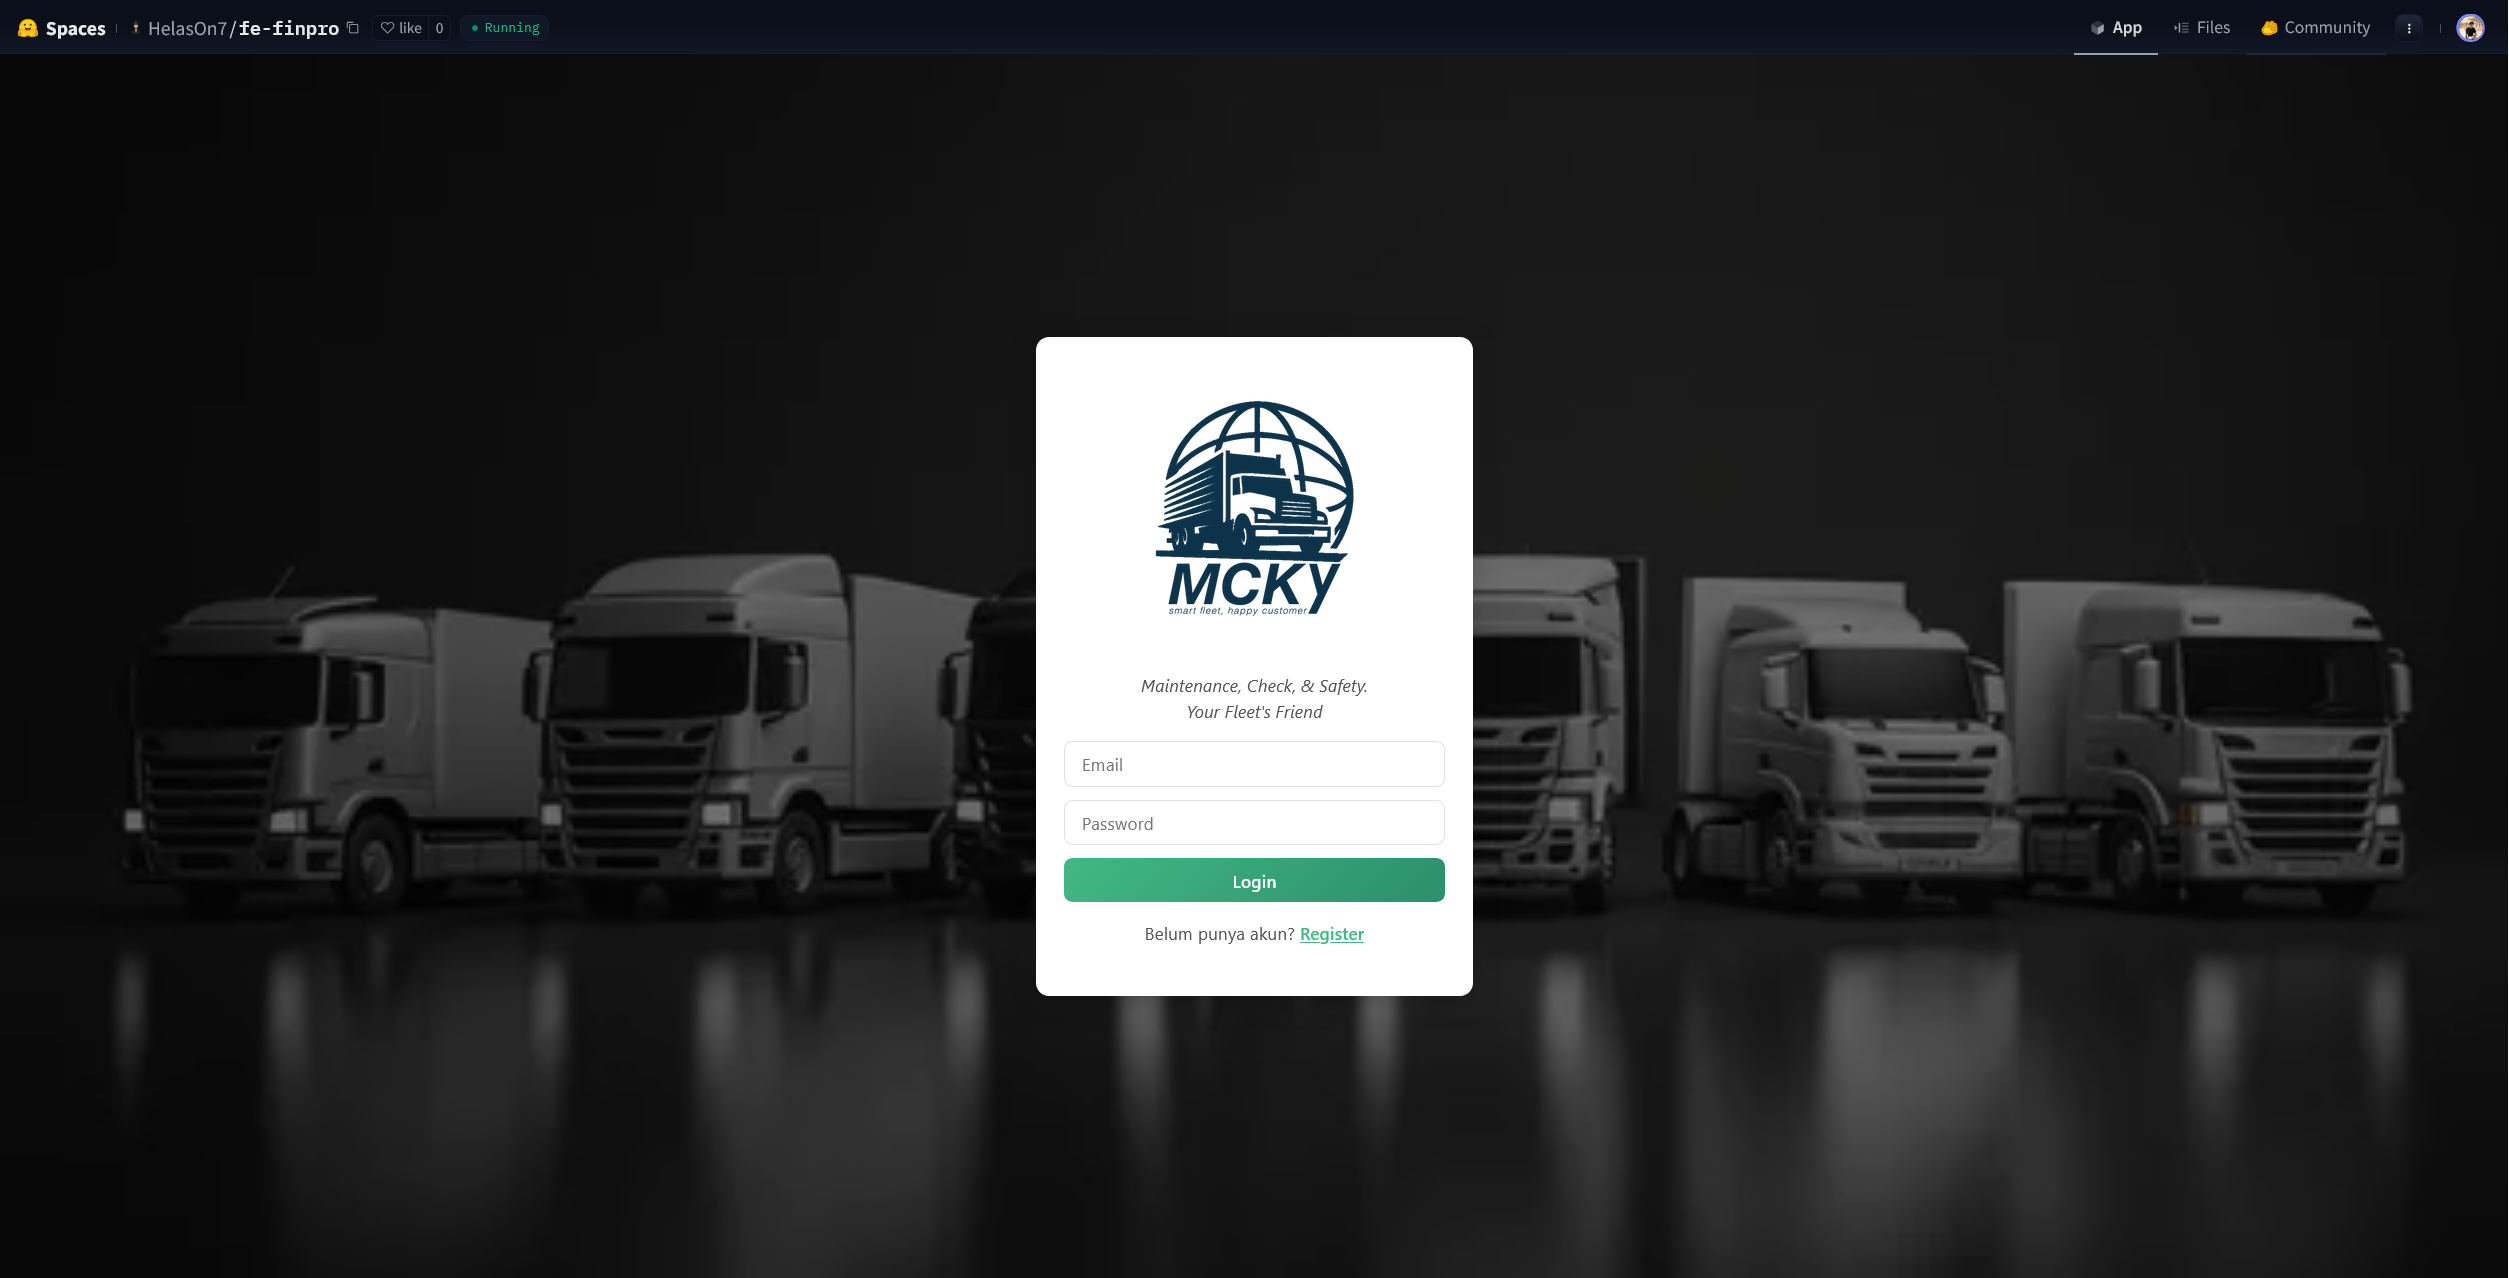 Spaces HelasOn7/fe-finpro like 0 Running App Files Community
MCKY
smart fleet, happy customer
Maintenance, Check, & Safety.
Your Fleet's Friend
Email
Password
Login
Belum punya akun? Register